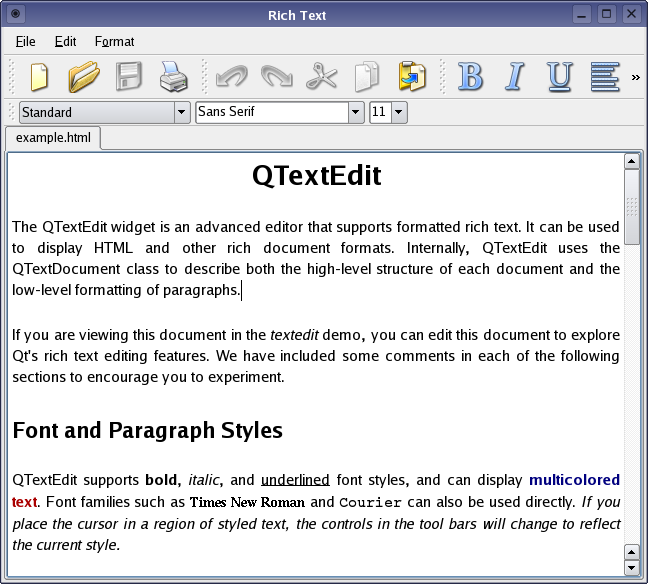 Rich Text
File Edit Format
B I U »
Standard Sans Serif 11
example.html
QTextEdit
The QTextEdit widget is an advanced editor that supports formatted rich text. It can be used
to display HTML and other rich document formats. Internally, QTextEdit uses the
QTextDocument class to describe both the high-level structure of each document and the
low-level formatting of paragraphs.
If you are viewing this document in the textedit demo, you can edit this document to explore
Qt's rich text editing features. We have included some comments in each of the following
sections to encourage you to experiment.
Font and Paragraph Styles
QTextEdit supports bold, italic, and underlined font styles, and can display multicolored
text. Font families such as Times New Roman and Courier can also be used directly. If you
place the cursor in a region of styled text, the controls in the tool bars will change to reflect
the current style.